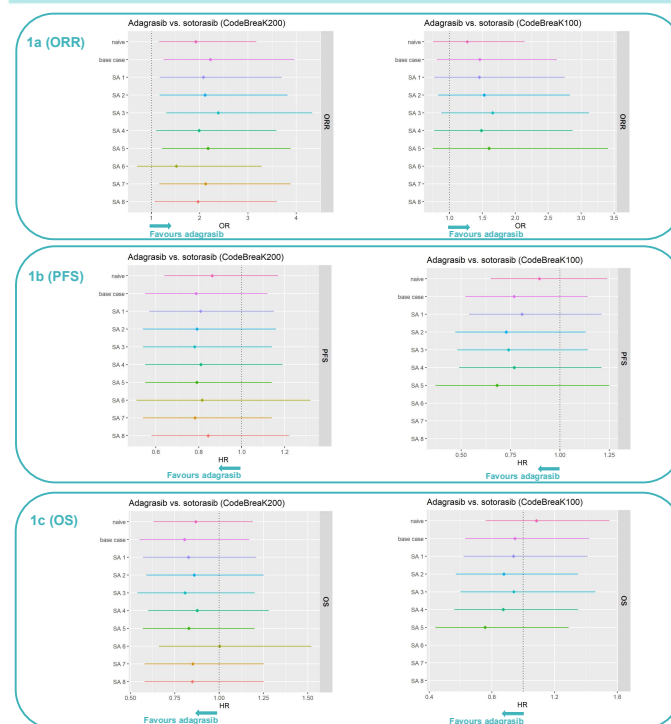 1a (ORR)
Adagrasib vs. sotorasib (CodeBreaK200)
naive
base case
SA 1
SA 2
SA 3
SA 4
SA 5
SA 6
SA 7
SA 8
ORR
1 2 3 4
OR
Favours adagrasib
Adagrasib vs. sotorasib (CodeBreaK100)
naive
base case
SA 1
SA 2
SA 3
SA 4
SA 5
SA 6
SA 7
SA 8
ORR
1.0 1.5 2.0 2.5 3.0 3.5
OR
Favours adagrasib
1b (PFS)
Adagrasib vs. sotorasib (CodeBreaK200)
naive
base case
SA 1
SA 2
SA 3
SA 4
SA 5
SA 6
SA 7
SA 8
PFS
0.6 0.8 1.0 1.2
HR
Favours adagrasib
Adagrasib vs. sotorasib (CodeBreaK100)
naive
base case
SA 1
SA 2
SA 3
SA 4
SA 5
SA 6
SA 7
SA 8
PFS
0.50 0.75 1.00 1.25
HR
Favours adagrasib
1c (OS)
Adagrasib vs. sotorasib (CodeBreaK200)
naive
base case
SA 1
SA 2
SA 3
SA 4
SA 5
SA 6
SA 7
SA 8
OS
0.50 0.75 1.00 1.25 1.50
HR
Favours adagrasib
Adagrasib vs. sotorasib (CodeBreaK100)
naive
base case
SA 1
SA 2
SA 3
SA 4
SA 5
SA 6
SA 7
SA 8
OS
0.4 0.8 1.2 1.6
HR
Favours adagrasib